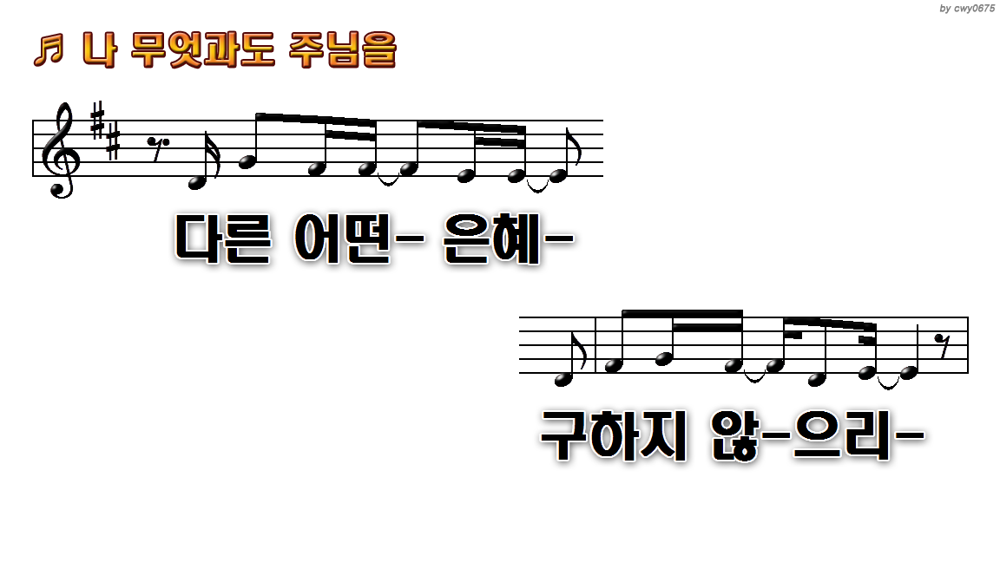 by cwy0675
♬ 나 무엇과도 주님을
다른 어떤- 은혜-
구하지 않-으리-